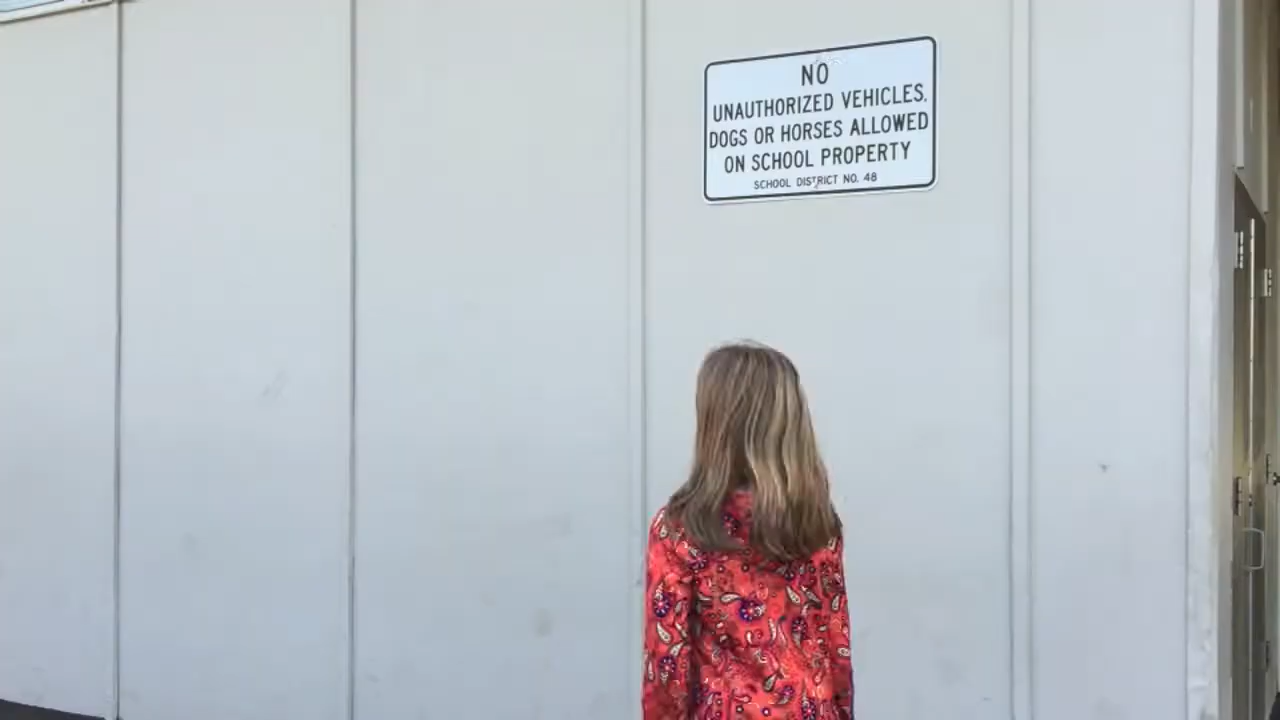 NO
UNAUTHORIZED VEHICLES,
DOGS OR HORSES ALLOWED
ON SCHOOL PROPERTY
SCHOOL DISTRICT NO. 48